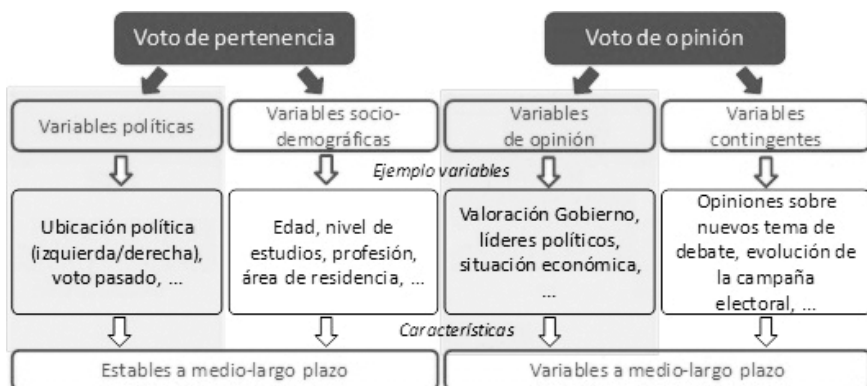 Voto de pertenencia
Voto de opinión
Variables políticas
Variables socio-
demográficas
Variables
de opinión
Variables
contingentes
Ejemplo variables
Ubicación política
(izquierda/derecha),
voto pasado, ...
Edad, nivel de
estudios, profesión,
área de residencia, ...
Valoración Gobierno,
líderes políticos,
situación económica,
...
Opiniones sobre
nuevos tema de
debate, evolución de
la campaña
electoral, ...
Características
Estables a medio-largo plazo
Variables a medio-largo plazo